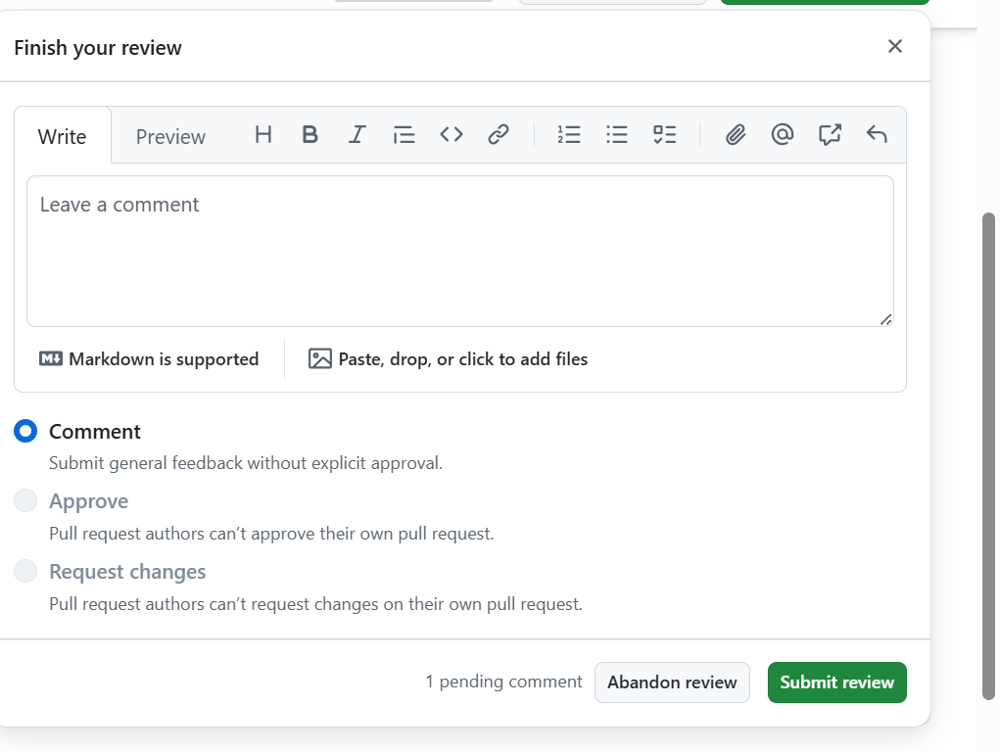 Finish your review
Write
Preview
Leave a comment
Markdown is supported
Paste, drop, or click to add files
Comment
Submit general feedback without explicit approval.
Approve
Pull request authors can’t approve their own pull request.
Request changes
Pull request authors can’t request changes on their own pull request.
1 pending comment
Abandon review
Submit review